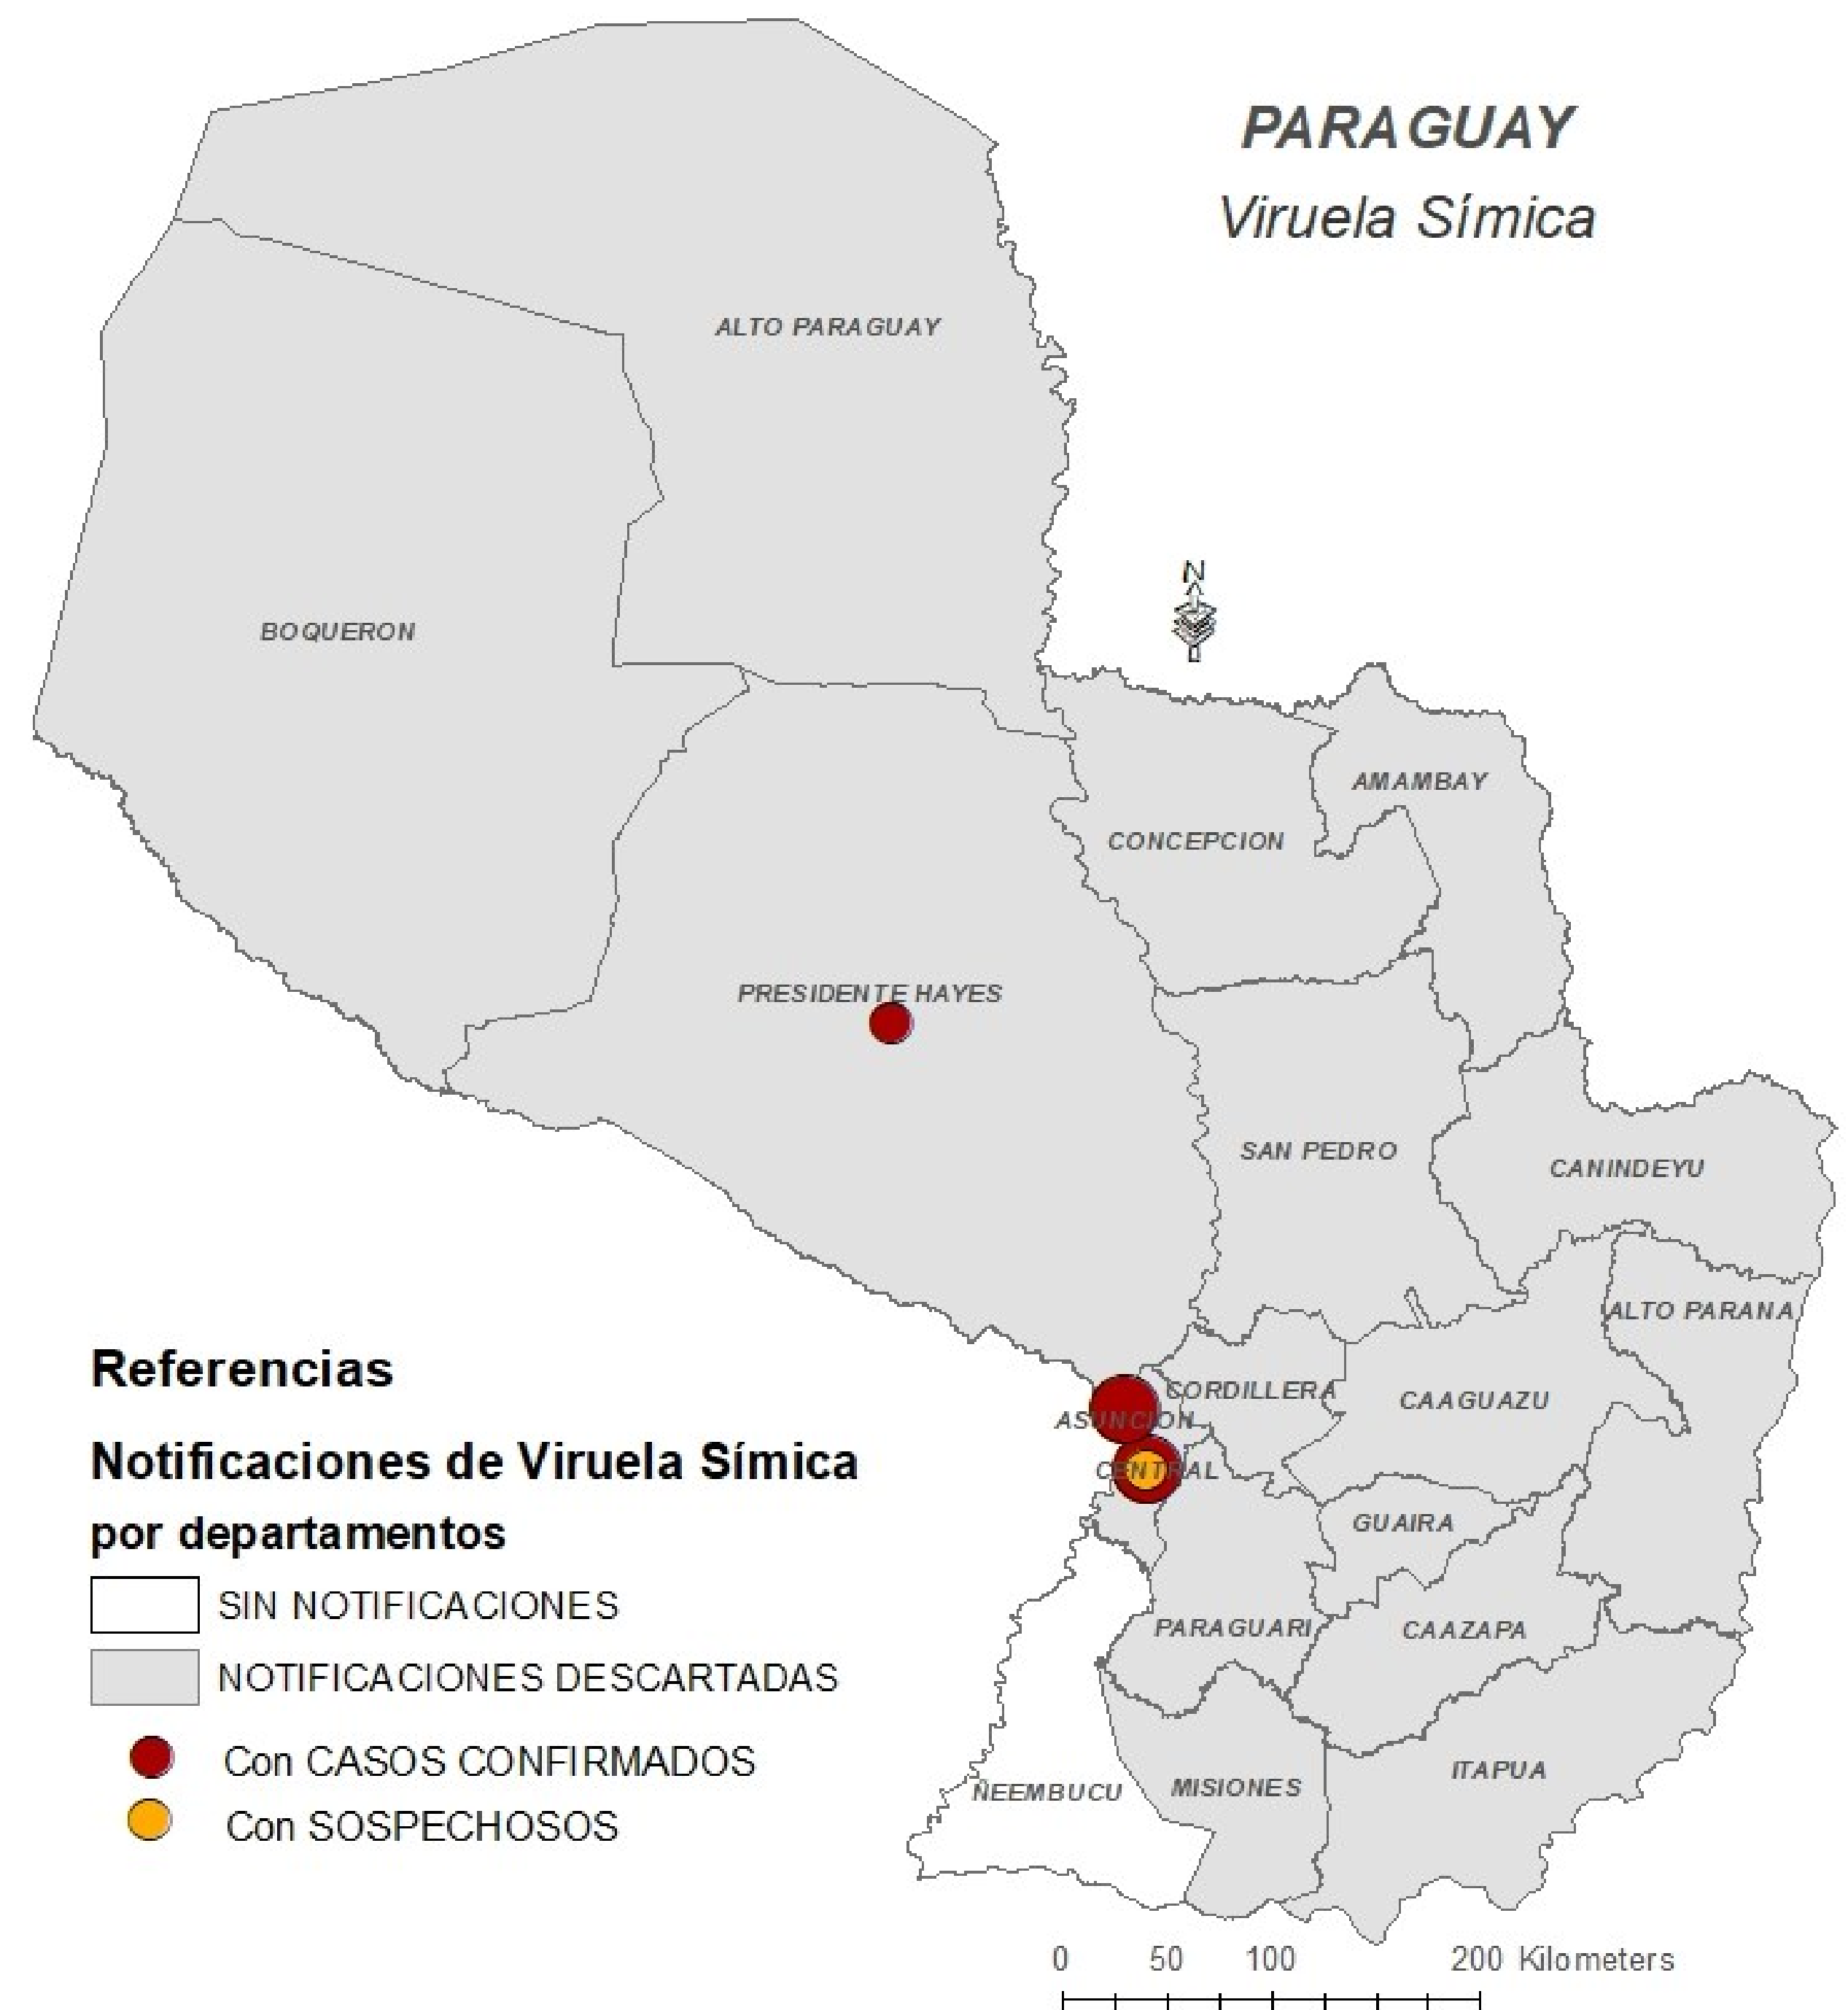 PARAGUAY
Viruela Símica
ALTO PARAGUAY
BOQUERON
N
AMAMBAY
CONCEPCION
PRESIDENTE HAYES
SAN PEDRO
CANINDEYU
ALTO PARANA
CORDILLERA
CAAGUAZU
ASUNCION
CENTRAL
GUAIRA
PARAGUARI
CAAZAPA
ITAPUA
MISIONES
ÑEEMBUCU
Referencias
Notificaciones de Viruela Símica
por departamentos
SIN NOTIFICACIONES
NOTIFICACIONES DESCARTADAS
Con CASOS CONFIRMADOS
Con SOSPECHOSOS
0 50 100 200 Kilometers